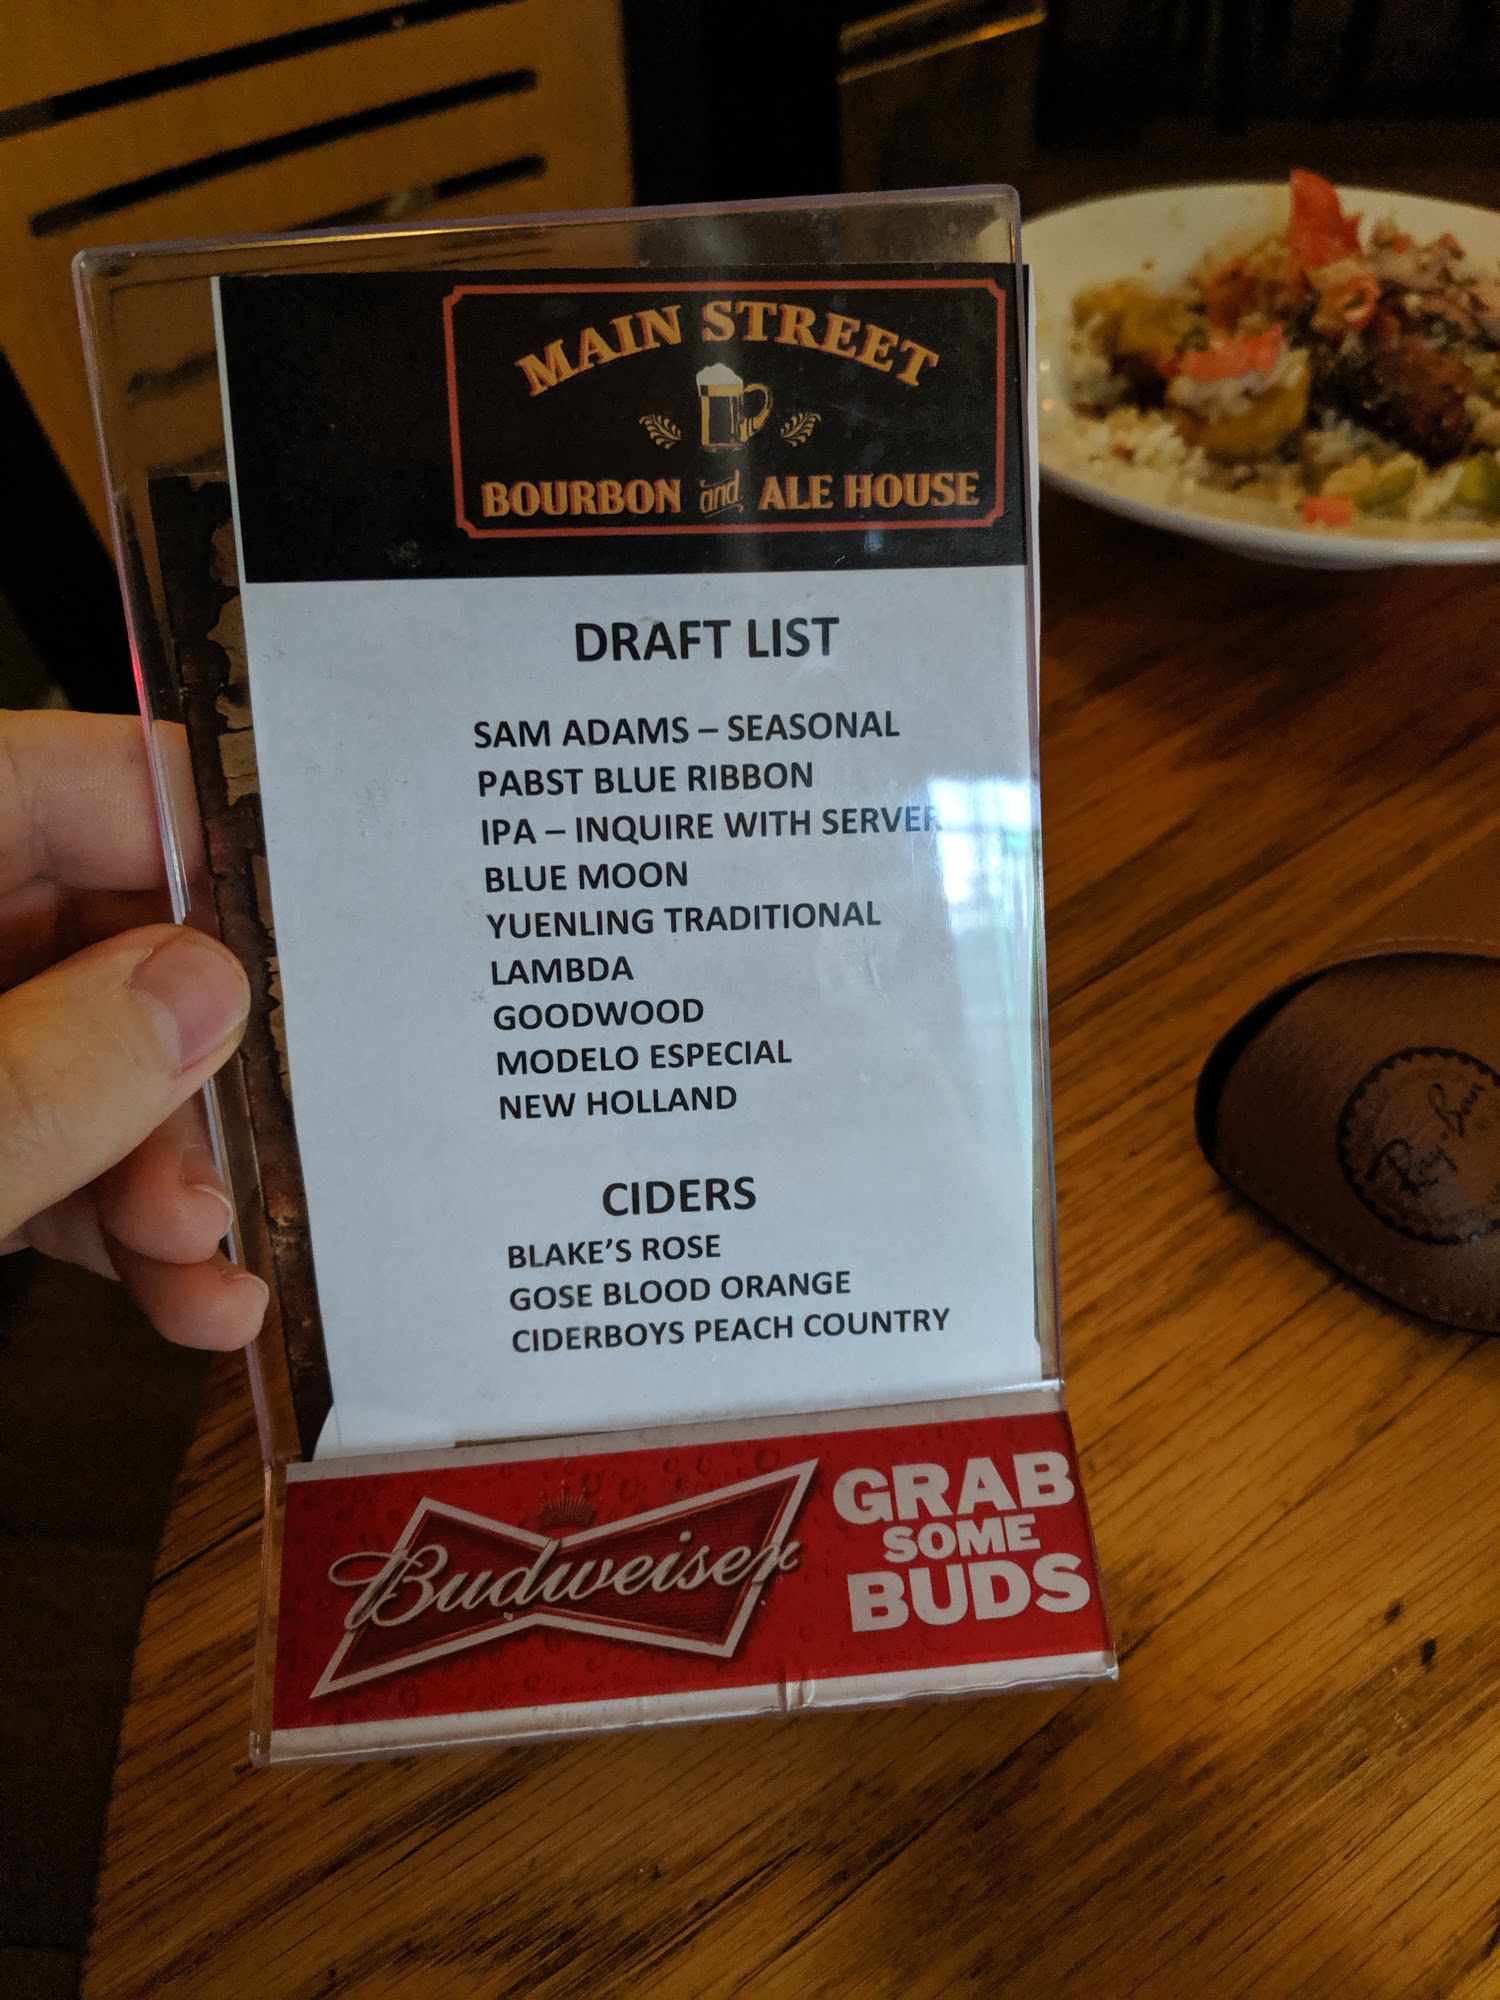 MAIN STREET
BOURBON and ALE HOUSE
DRAFT LIST
SAM ADAMS – SEASONAL
PABST BLUE RIBBON
IPA – INQUIRE WITH SERVER
BLUE MOON
YUENLING TRADITIONAL
LAMBDA
GOODWOOD
MODELO ESPECIAL
NEW HOLLAND
CIDERS
BLAKE'S ROSE
GOSE BLOOD ORANGE
CIDERBOYS PEACH COUNTRY
Budweiser
GRAB
SOME
BUDS
Ray-Ban